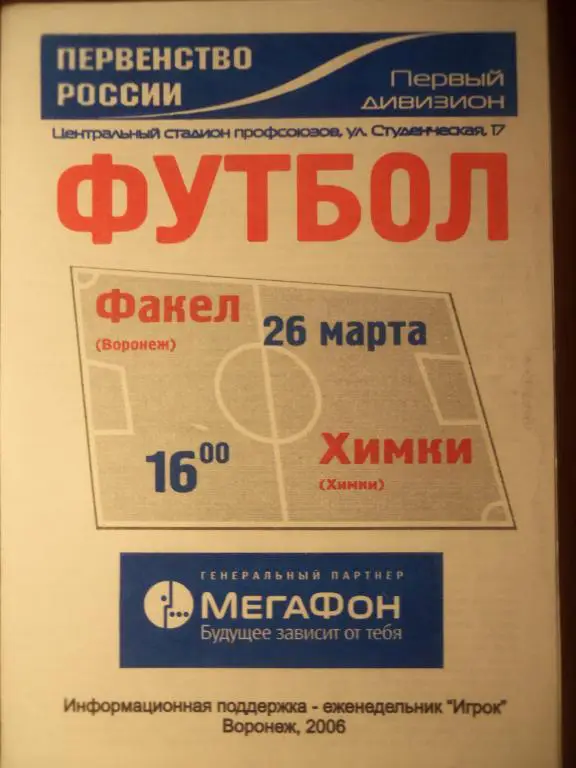 ПЕРВЕНСТВО
РОССИИ
Первый
дивизион
Центральный стадион профсоюзов, ул. Студенческая, 17
ФУТБОЛ
Факел
(Воронеж)
26 марта
16 00
Химки
(Химки)
ГЕНЕРАЛЬНЫЙ ПАРТНЕР
МЕГАФОН
Будущее зависит от тебя
Информационная поддержка - еженедельник "Игрок"
Воронеж, 2006